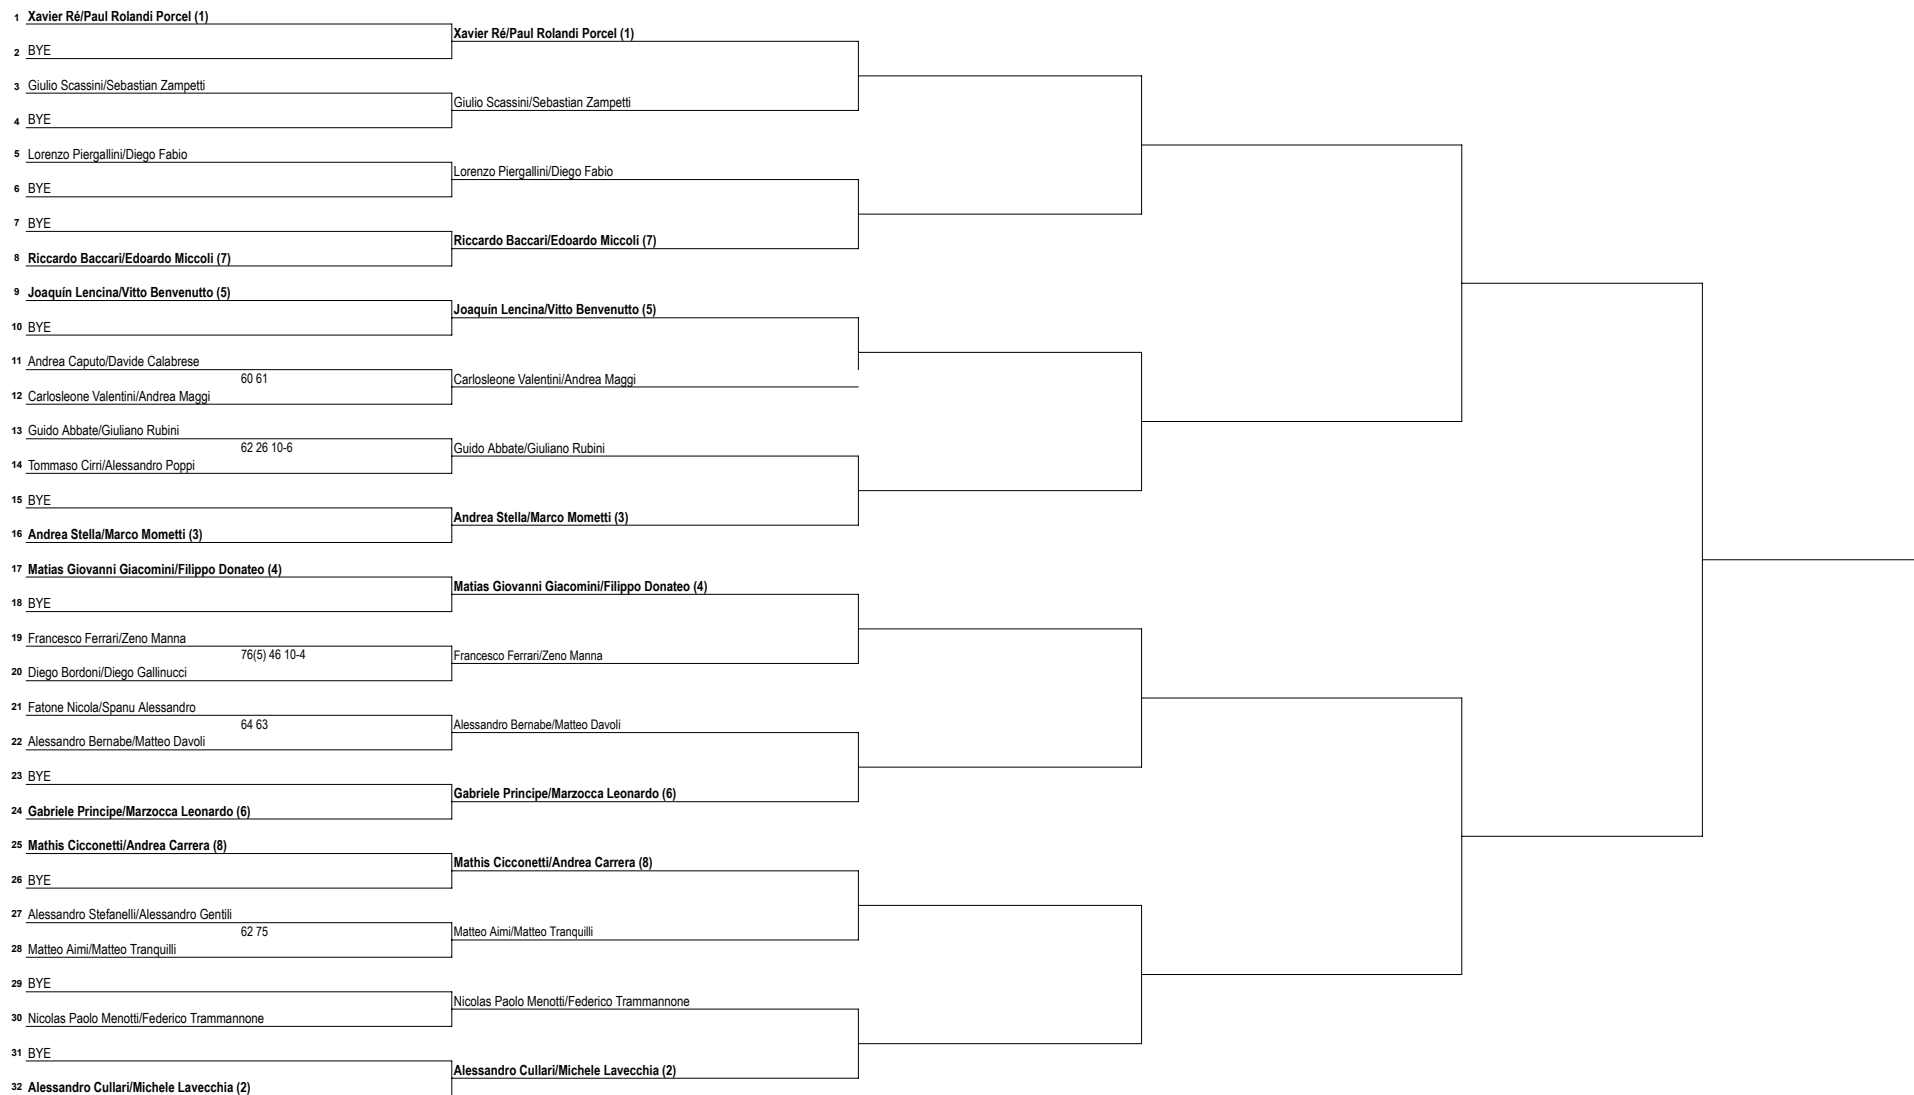 1 Xavier Ré/Paul Rolandi Porcel (1)
Xavier Ré/Paul Rolandi Porcel (1)
2 BYE
3 Giulio Scassini/Sebastian Zampetti
Giulio Scassini/Sebastian Zampetti
4 BYE
5 Lorenzo Piergallini/Diego Fabio
Lorenzo Piergallini/Diego Fabio
6 BYE
7 BYE
Riccardo Baccari/Edoardo Miccoli (7)
8 Riccardo Baccari/Edoardo Miccoli (7)
9 Joaquín Lencina/Vitto Benvenutto (5)
Joaquín Lencina/Vitto Benvenutto (5)
10 BYE
11 Andrea Caputo/Davide Calabrese
60 61 Carlosleone Valentini/Andrea Maggi
12 Carlosleone Valentini/Andrea Maggi
13 Guido Abbate/Giuliano Rubini
62 26 10-6 Guido Abbate/Giuliano Rubini
14 Tommaso Cirri/Alessandro Poppi
15 BYE
Andrea Stella/Marco Mometti (3)
16 Andrea Stella/Marco Mometti (3)
17 Matias Giovanni Giacomini/Filippo Donateo (4)
Matias Giovanni Giacomini/Filippo Donateo (4)
18 BYE
19 Francesco Ferrari/Zeno Manna
76(5) 46 10-4 Francesco Ferrari/Zeno Manna
20 Diego Bordoni/Diego Gallinucci
21 Fatone Nicola/Spanu Alessandro
64 63 Alessandro Bernabe/Matteo Davoli
22 Alessandro Bernabe/Matteo Davoli
23 BYE
Gabriele Principe/Marzocca Leonardo (6)
24 Gabriele Principe/Marzocca Leonardo (6)
25 Mathis Cicconetti/Andrea Carrera (8)
Mathis Cicconetti/Andrea Carrera (8)
26 BYE
27 Alessandro Stefanelli/Alessandro Gentili
62 75 Matteo Aimi/Matteo Tranquilli
28 Matteo Aimi/Matteo Tranquilli
29 BYE
Nicolas Paolo Menotti/Federico Trammannone
30 Nicolas Paolo Menotti/Federico Trammannone
31 BYE
Alessandro Cullari/Michele Lavecchia (2)
32 Alessandro Cullari/Michele Lavecchia (2)